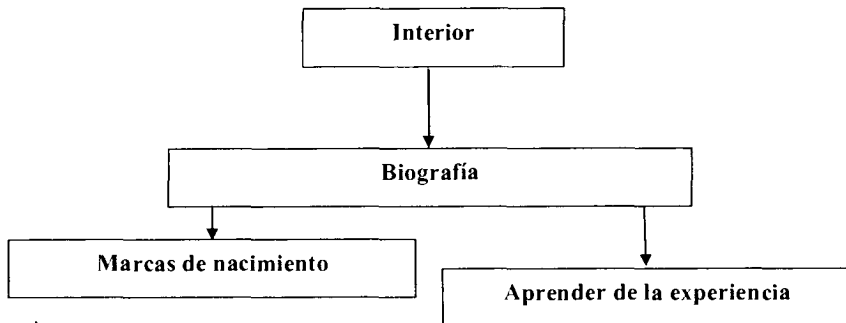 Interior
Biografía
Marcas de nacimiento
Aprender de la experiencia